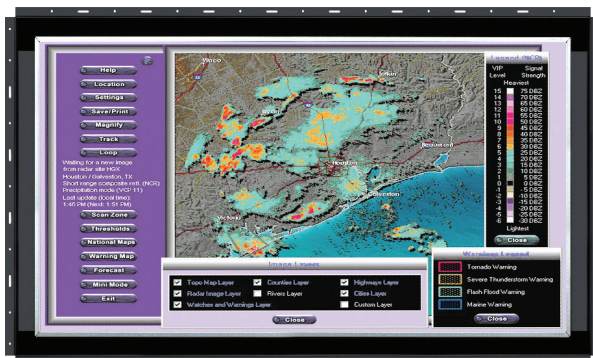 Help
Location
Settings
Save/Print
Magnify
Track
Loop
Waiting for a new image
from radar site HGX
Houston / Galveston, TX
Short range composite refl. (NCR)
Precipitation mode (VCP 11)
Last update (local time):
1:46 PM (Next: 1:51 PM)
Scan Zone
Thresholds
National Maps
Warning Map
Forecast
Mini Mode
Exit
Waco
Lufkin
Bryan
Beaumont
Houston
Galveston
Victoria
Legend (NCR)
VIP Signal
Level Strength
Heaviest
15 75 DBZ
14 70 DBZ
13 65 DBZ
12 60 DBZ
11 55 DBZ
10 50 DBZ
9 45 DBZ
8 40 DBZ
7 35 DBZ
6 30 DBZ
5 25 DBZ
4 20 DBZ
3 15 DBZ
2 10 DBZ
1 5 DBZ
0 0 DBZ
-1 -5 DBZ
-2 -10 DBZ
-3 -15 DBZ
-4 -20 DBZ
-5 -25 DBZ
-6 -30 DBZ
Lightest
Close
Warnings Legend
Tornado Warning
Severe Thunderstorm Warning
Flash Flood Warning
Marine Warning
Close
Image Layers
Topo Map Layer Counties Layer Highways Layer
Radar Image Layer Rivers Layer Cities Layer
Watches and Warnings Layer Custom Layer
Close